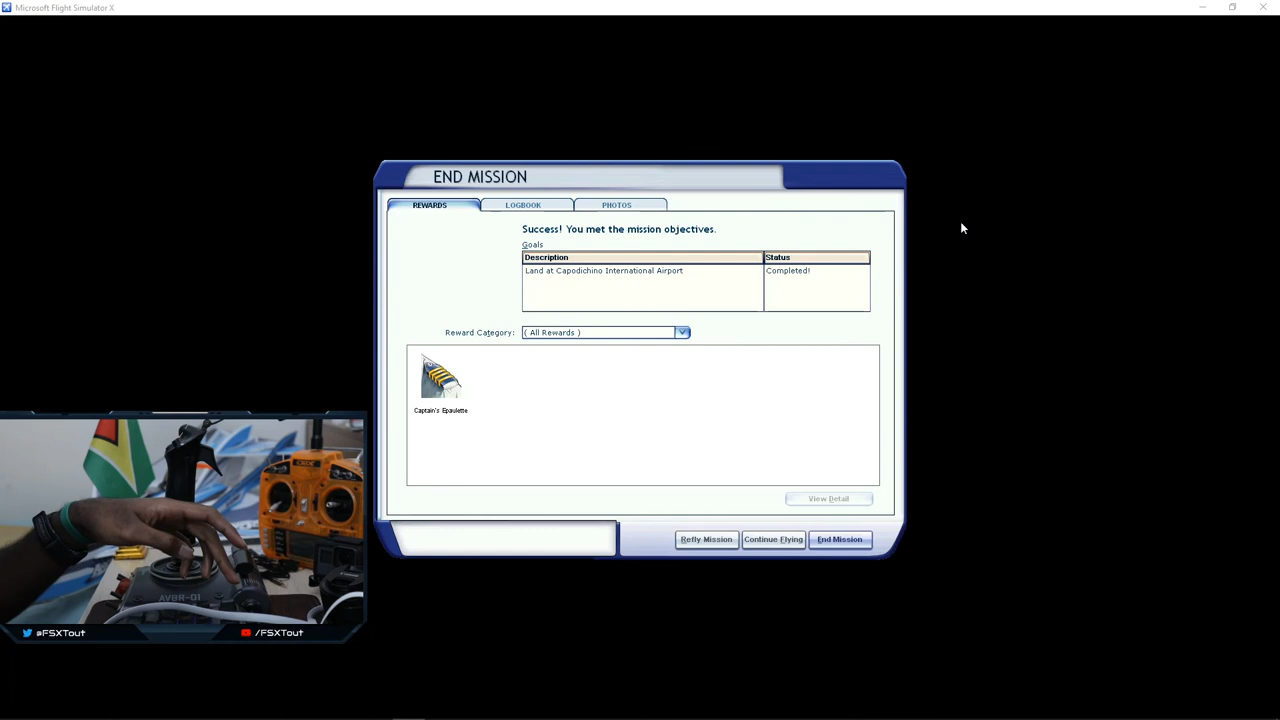 Microsoft Flight Simulator X
END MISSION
REWARDS
LOGBOOK
PHOTOS
Success! You met the mission objectives.
Goals
Description
Status
Land at Capodichino International Airport
Completed!
Reward Category:
( All Rewards )
Captain's Epaulette
View Detail
Refly Mission
Continue Flying
End Mission
AV8R-01
@FSXTout
/FSXTout